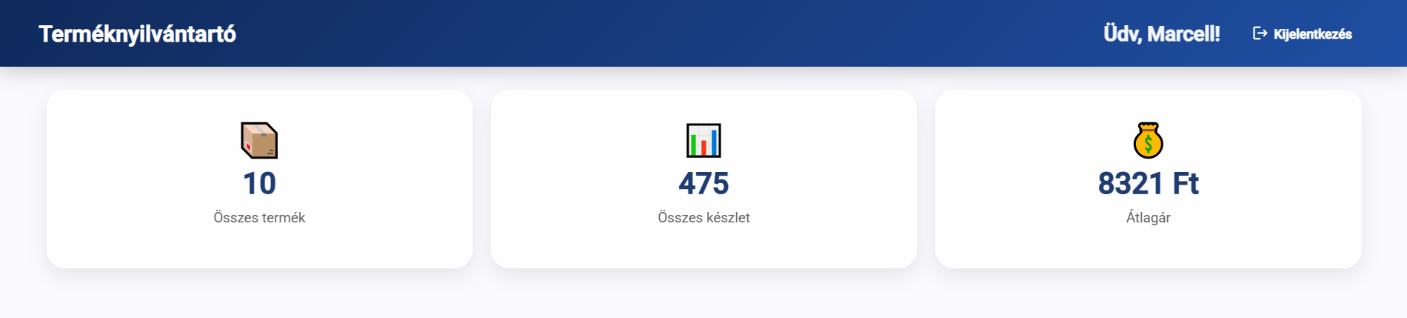 Terméknyilvántartó
Üdv, Marcell!
Kijelentkezés
10
Összes termék
475
Összes készlet
8321 Ft
Átlagár